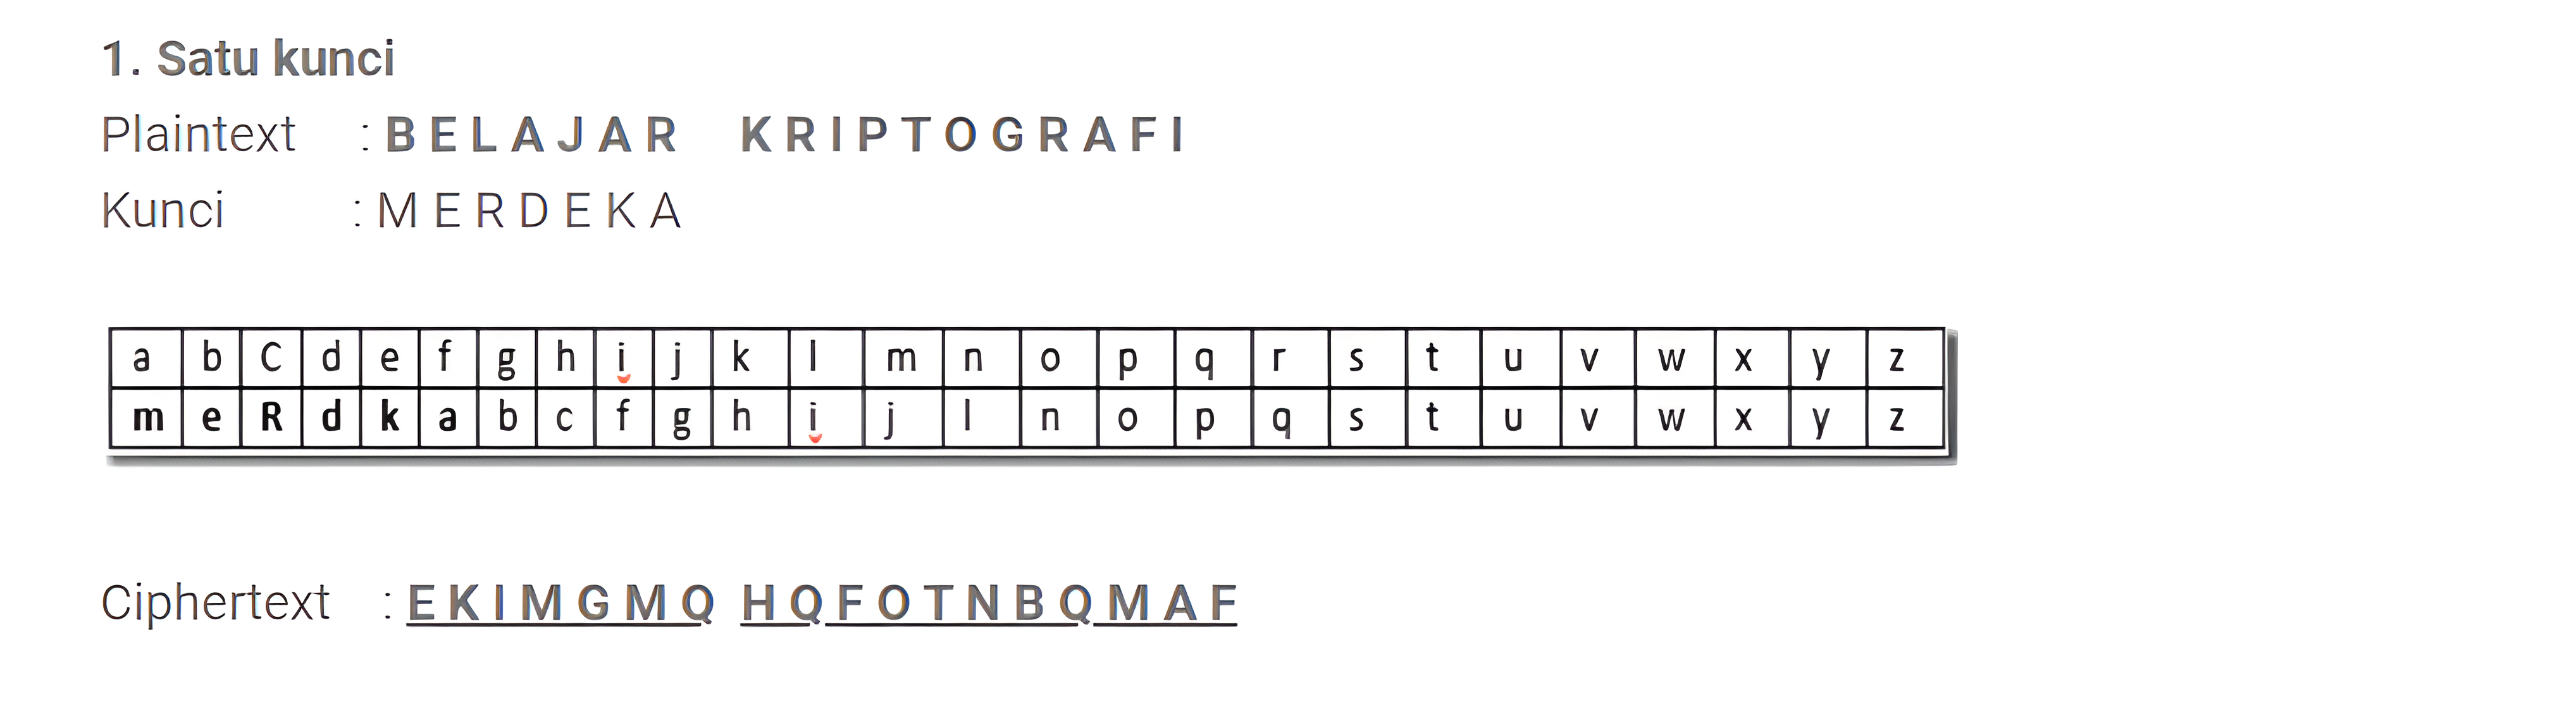 1. Satu kunci
Plaintext : B E L A J A R K R I P T O G R A F I
Kunci : M E R D E K A
a b C d e f g h i j k l m n o p q r s t u v w x y z
m e R d k a b c f g h i j l n o p q s t u v w x y z
Ciphertext : E K I M G M Q H Q F O T N B Q M A F